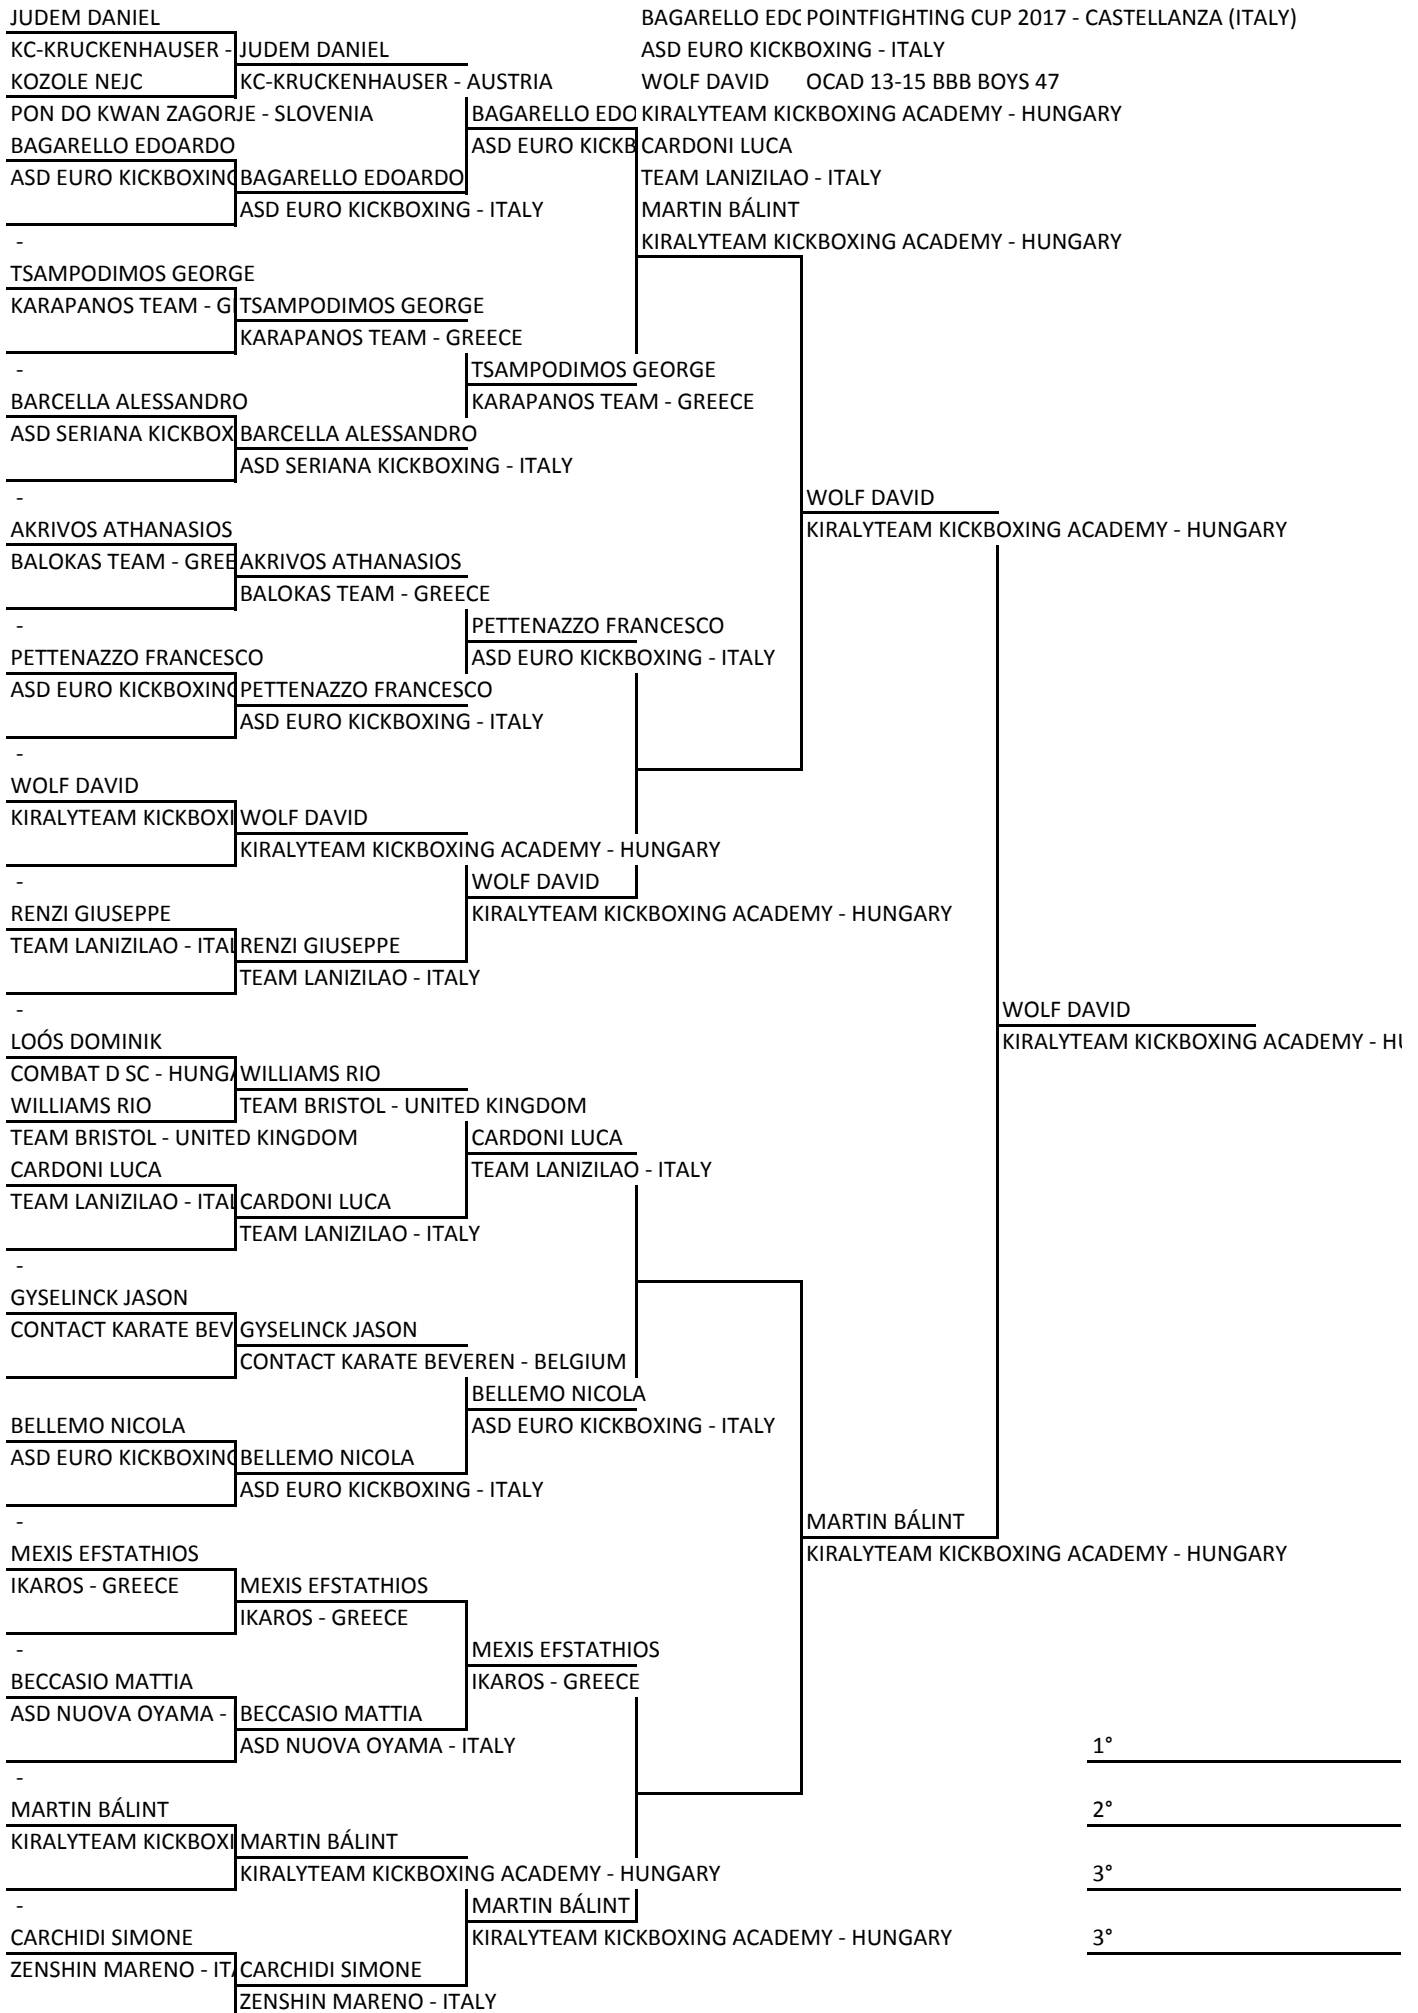 JUDEM DANIEL
BAGARELLO EDO
POINTFIGHTING CUP 2017 - CASTELLANZA (ITALY)
KC-KRUCKENHAUSER -
JUDEM DANIEL
ASD EURO KICKBOXING - ITALY
KOZOLE NEJC
KC-KRUCKENHAUSER - AUSTRIA
WOLF DAVID
OCAD 13-15 BBB BOYS 47
PON DO KWAN ZAGORJE - SLOVENIA
BAGARELLO EDO
KIRALYTEAM KICKBOXING ACADEMY - HUNGARY
BAGARELLO EDOARDO
ASD EURO KICKB
CARDONI LUCA
ASD EURO KICKBOXING
BAGARELLO EDOARDO
TEAM LANIZILAO - ITALY
ASD EURO KICKBOXING - ITALY
MARTIN BÁLINT
-
KIRALYTEAM KICKBOXING ACADEMY - HUNGARY
TSAMPODIMOS GEORGE
KARAPANOS TEAM - G
TSAMPODIMOS GEORGE
KARAPANOS TEAM - GREECE
-
TSAMPODIMOS GEORGE
BARCELLA ALESSANDRO
KARAPANOS TEAM - GREECE
ASD SERIANA KICKBOX
BARCELLA ALESSANDRO
ASD SERIANA KICKBOXING - ITALY
-
WOLF DAVID
AKRIVOS ATHANASIOS
KIRALYTEAM KICKBOXING ACADEMY - HUNGARY
BALOKAS TEAM - GREE
AKRIVOS ATHANASIOS
BALOKAS TEAM - GREECE
-
PETTENAZZO FRANCESCO
PETTENAZZO FRANCESCO
ASD EURO KICKBOXING - ITALY
ASD EURO KICKBOXING
PETTENAZZO FRANCESCO
ASD EURO KICKBOXING - ITALY
-
WOLF DAVID
KIRALYTEAM KICKBOXI
WOLF DAVID
KIRALYTEAM KICKBOXING ACADEMY - HUNGARY
-
WOLF DAVID
RENZI GIUSEPPE
KIRALYTEAM KICKBOXING ACADEMY - HUNGARY
TEAM LANIZILAO - ITAL
RENZI GIUSEPPE
TEAM LANIZILAO - ITALY
-
WOLF DAVID
LOÓS DOMINIK
KIRALYTEAM KICKBOXING ACADEMY - HU
COMBAT D SC - HUNGA
WILLIAMS RIO
WILLIAMS RIO
TEAM BRISTOL - UNITED KINGDOM
TEAM BRISTOL - UNITED KINGDOM
CARDONI LUCA
CARDONI LUCA
TEAM LANIZILAO - ITALY
TEAM LANIZILAO - ITAL
CARDONI LUCA
TEAM LANIZILAO - ITALY
-
GYSELINCK JASON
CONTACT KARATE BEV
GYSELINCK JASON
CONTACT KARATE BEVEREN - BELGIUM
BELLEMO NICOLA
BELLEMO NICOLA
ASD EURO KICKBOXING - ITALY
ASD EURO KICKBOXING
BELLEMO NICOLA
ASD EURO KICKBOXING - ITALY
-
MARTIN BÁLINT
MEXIS EFSTATHIOS
KIRALYTEAM KICKBOXING ACADEMY - HUNGARY
IKAROS - GREECE
MEXIS EFSTATHIOS
IKAROS - GREECE
-
MEXIS EFSTATHIOS
BECCASIO MATTIA
IKAROS - GREECE
ASD NUOVA OYAMA -
BECCASIO MATTIA
ASD NUOVA OYAMA - ITALY
1°
-
MARTIN BÁLINT
2°
KIRALYTEAM KICKBOXI
MARTIN BÁLINT
KIRALYTEAM KICKBOXING ACADEMY - HUNGARY
3°
-
MARTIN BÁLINT
CARCHIDI SIMONE
KIRALYTEAM KICKBOXING ACADEMY - HUNGARY
3°
ZENSHIN MARENO - ITA
CARCHIDI SIMONE
ZENSHIN MARENO - ITALY